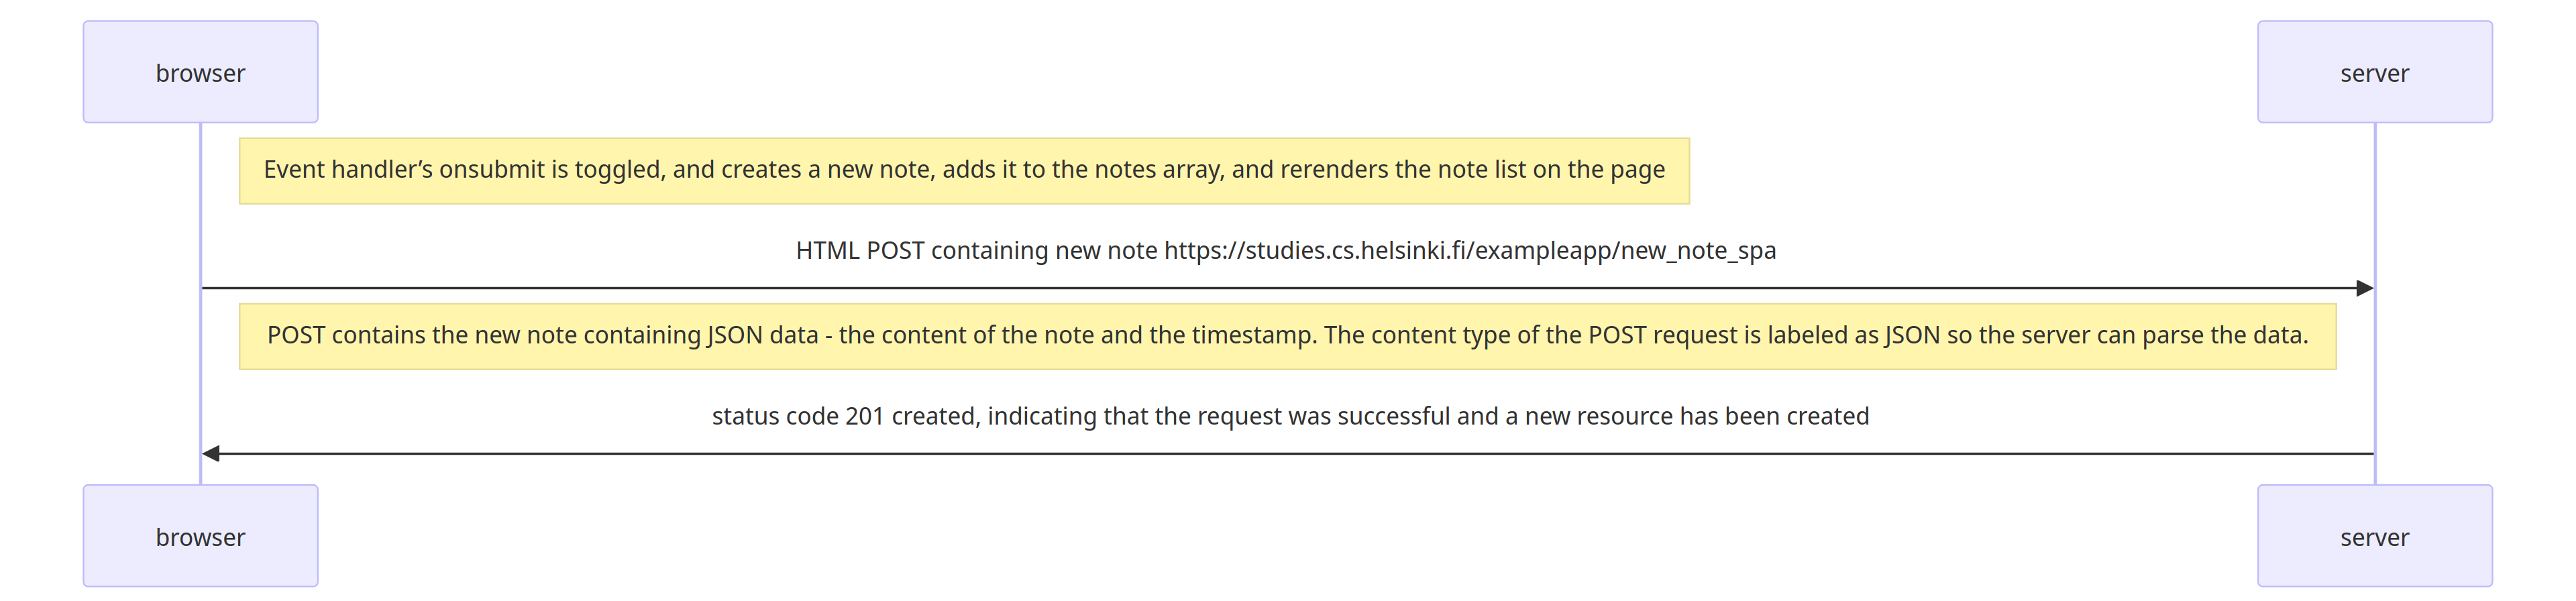 browser
server
Event handler’s onsubmit is toggled, and creates a new note, adds it to the notes array, and rerenders the note list on the page
HTML POST containing new note https://studies.cs.helsinki.fi/exampleapp/new_note_spa
POST contains the new note containing JSON data - the content of the note and the timestamp. The content type of the POST request is labeled as JSON so the server can parse the data.
status code 201 created, indicating that the request was successful and a new resource has been created
browser
server